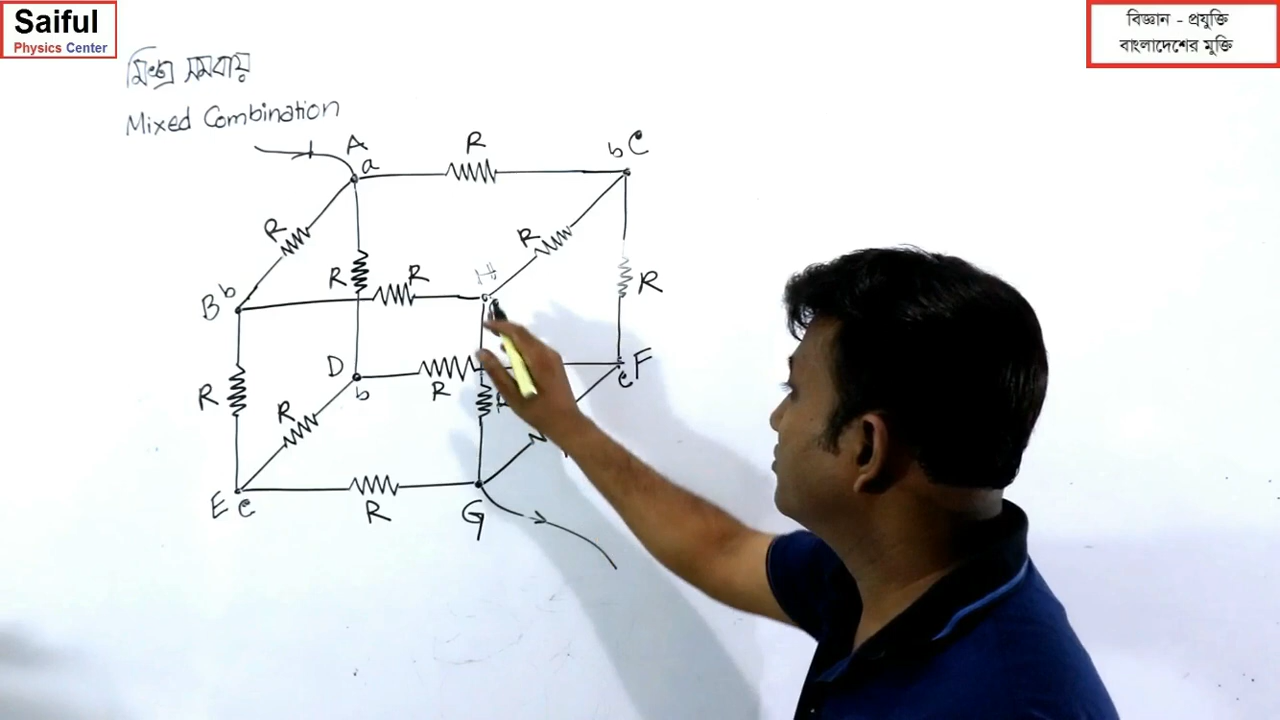 Saiful
Physics Center
বিজ্ঞান - প্রযুক্তি
বাংলাদেশের মুক্তি
মিশ্র সমবায়
Mixed Combination
A
a
R
b C
R
R
R
R
H
R
B b
D
b
R
e F
R
R
R
E e
R
G